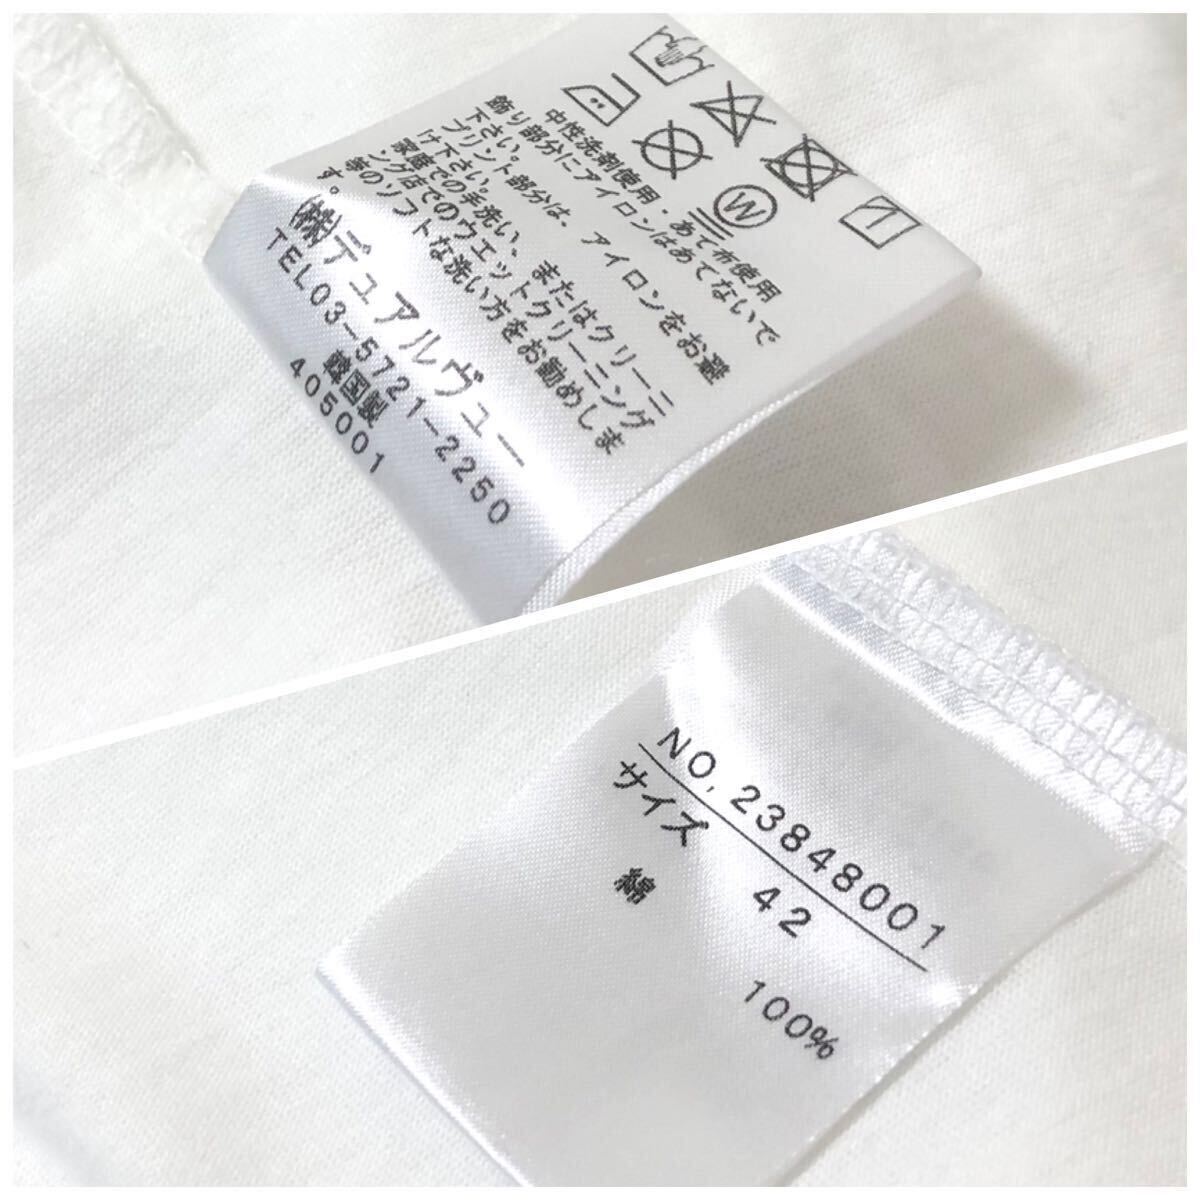 W
中性洗剤使用・あて布使用
飾り部分にアイロンはあてないで
下さい。
プリント部分は、アイロンをお避
け下さい。
家庭での手洗い、またはクリーニ
ング店でのウエットクリーニング
等のソフトな洗い方をお勧めしま
す。
㈱デュアルヴュー
TEL03-5721-2250
韓国製
405001
NO,23848001
サイズ 42
綿 100%